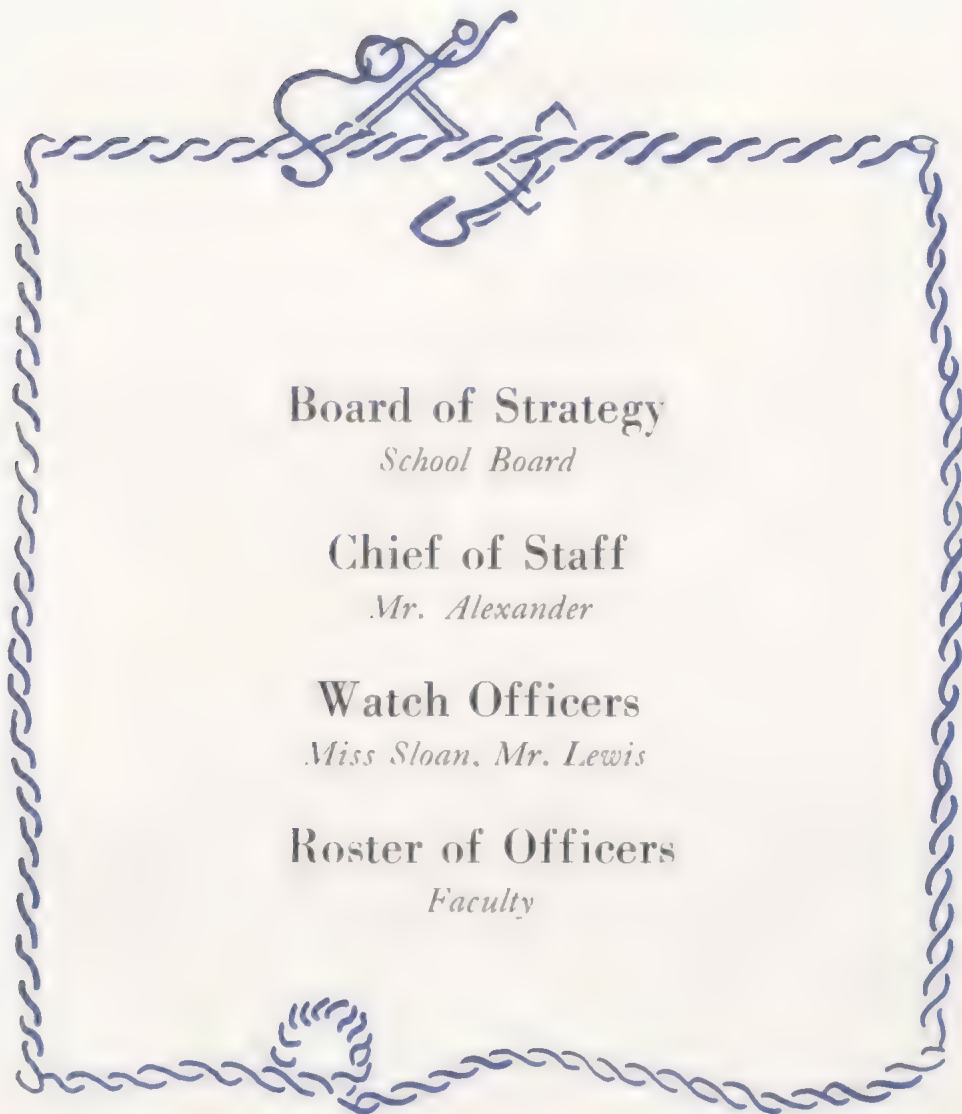 Board of Strategy
School Board
Chief of Staff
Mr. Alexander
Watch Officers
Miss Sloan, Mr. Lewis
Roster of Officers
Faculty